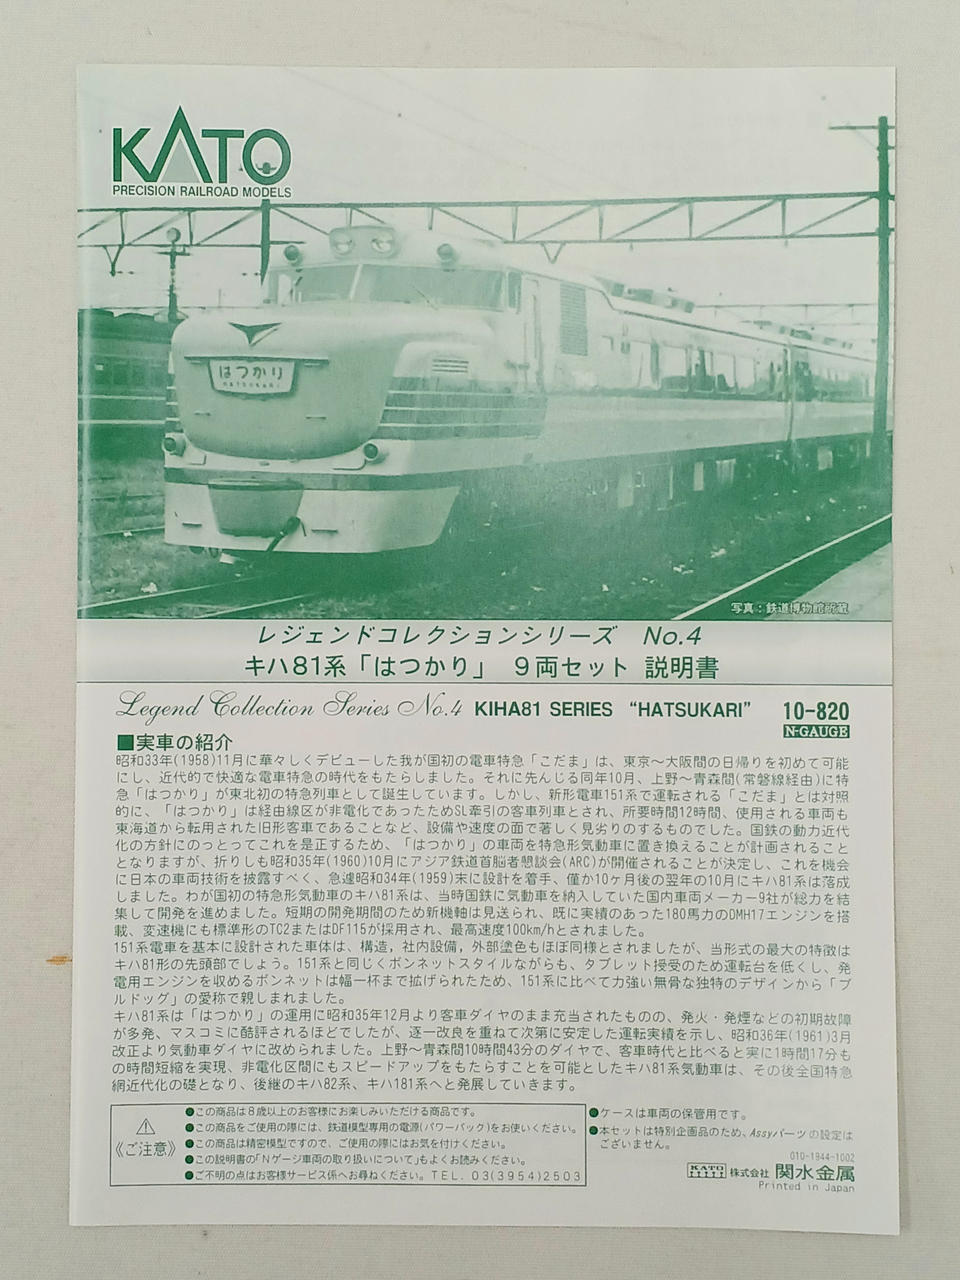 KATO
PRECISION RAILROAD MODELS
はつかり
HATSUKARI
写真：鉄道博物館所蔵
レジェンドコレクションシリーズ No.4
キハ81系「はつかり」 9両セット 説明書
Legend Collection Series No.4 KIHA81 SERIES “HATSUKARI” 10-820
N-GAUGE
■実車の紹介
昭和33年(1958)11月に華々しくデビューした我が国初の電車特急「こだま」は、東京～大阪間の日帰りを初めて可能
にし、近代的で快適な電車特急の時代をもたらしました。それに先んじる同年10月、上野～青森間(常磐線経由)に特
急「はつかり」が東北初の特急列車として誕生しています。しかし、新形電車151系で運転される「こだま」とは対照
的に、「はつかり」は経由線区が非電化であったためSL牽引の客車列車とされ、所要時間12時間、使用される車両も
東海道から転用された旧形客車であることなど、設備や速度の面で著しく見劣りのするものでした。国鉄の動力近代
化の方針にのっとってこれを是正するため、「はつかり」の車両を特急形気動車に置き換えることが計画されること
となりますが、折りしも昭和35年(1960)10月にアジア鉄道首脳者懇談会(ARC)が開催されることが決定し、これを機会
に日本の車両技術を披露すべく、急遽昭和34年(1959)末に設計を着手、僅か10ヶ月後の翌年の10月にキハ81系は落成
しました。わが国初の特急形気動車のキハ81系は、当時国鉄に気動車を納入していた国内車両メーカー9社が総力を結
集して開発を進めました。短期の開発期間のため新機軸は見送られ、既に実績のあった180馬力のDMH17エンジンを搭
載、変速機にも標準形のTC2またはDF115が採用され、最高速度100km/hとされました。
151系電車を基本に設計された車体は、構造，社内設備，外部塗色もほぼ同様とされましたが、当形式の最大の特徴は
キハ81形の先頭部でしょう。151系と同じくボンネットスタイルながらも、タブレット授受のため運転台を低くし、発
電用エンジンを収めるボンネットは幅一杯まで拡げられたため、151系に比べて力強い無骨な独特のデザインから「ブ
ルドッグ」の愛称で親しまれました。
キハ81系は「はつかり」の運用に昭和35年12月より客車ダイヤのまま充当されたものの、発火・発煙などの初期故障
が多発、マスコミに酷評されるほどでしたが、逐一改良を重ねて次第に安定した運転実績を示し、昭和36年(1961)3月
改正より気動車ダイヤに改められました。上野～青森間10時間43分のダイヤで、客車時代と比べると実に1時間17分も
の時間短縮を実現、非電化区間にもスピードアップをもたらすことを可能としたキハ81系気動車は、その後全国特急
網近代化の礎となり、後継のキハ82系、キハ181系へと発展していきます。
⚠
《ご注意》
●この商品は8歳以上のお客様にお楽しみいただける商品です。
●この商品をご使用の際には、鉄道模型専用の電源(パワーパック)をお使いください。
●この商品は精密模型ですので、ご使用の際にはお気を付けください。
●この説明書の「Nゲージ車両の取り扱いについて」もよくお読みください。
●ご不明の点はお客様サービス係へお尋ねください。TEL. 03(3954)2503
●ケースは車両の保管用です。
●本セットは特別企画品のため、Assyパーツの設定は
ございません。
010-1944-1002
KATO 株式会社 関水金属
Printed in Japan